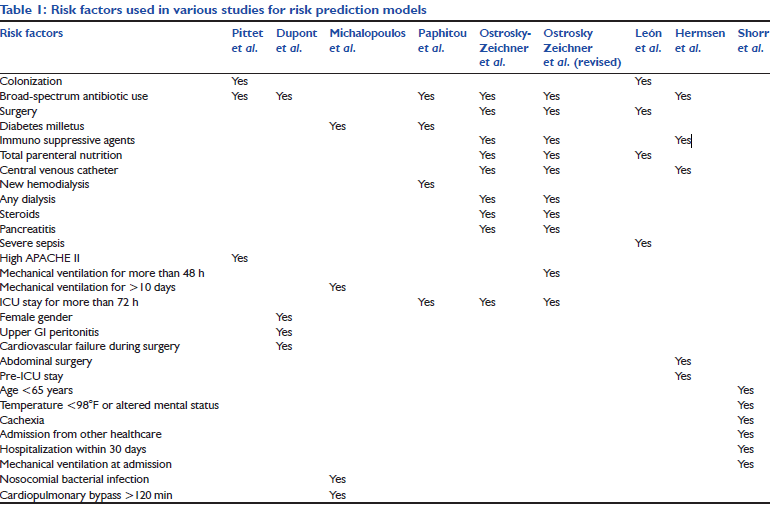 Table 1: Risk factors used in various studies for risk prediction models
Risk factors Pittet et al. Dupont et al. Michalopoulos et al. Paphitou et al. Ostrosky-Zeichner et al. Ostrosky Zeichner et al. (revised) León et al. Hermsen et al. Shorr et al.
Colonization Yes Yes
Broad-spectrum antibiotic use Yes Yes Yes Yes Yes Yes
Surgery Yes Yes Yes
Diabetes milletus Yes Yes
Immuno suppressive agents Yes Yes Yes
Total parenteral nutrition Yes Yes Yes
Central venous catheter Yes Yes Yes
New hemodialysis Yes
Any dialysis Yes Yes
Steroids Yes Yes
Pancreatitis Yes Yes
Severe sepsis Yes
High APACHE II Yes
Mechanical ventilation for more than 48 h Yes
Mechanical ventilation for >10 days Yes
ICU stay for more than 72 h Yes Yes Yes
Female gender Yes
Upper GI peritonitis Yes
Cardiovascular failure during surgery Yes
Abdominal surgery Yes
Pre-ICU stay Yes
Age <65 years Yes
Temperature <98°F or altered mental status Yes
Cachexia Yes
Admission from other healthcare Yes
Hospitalization within 30 days Yes
Mechanical ventilation at admission Yes
Nosocomial bacterial infection Yes
Cardiopulmonary bypass >120 min Yes